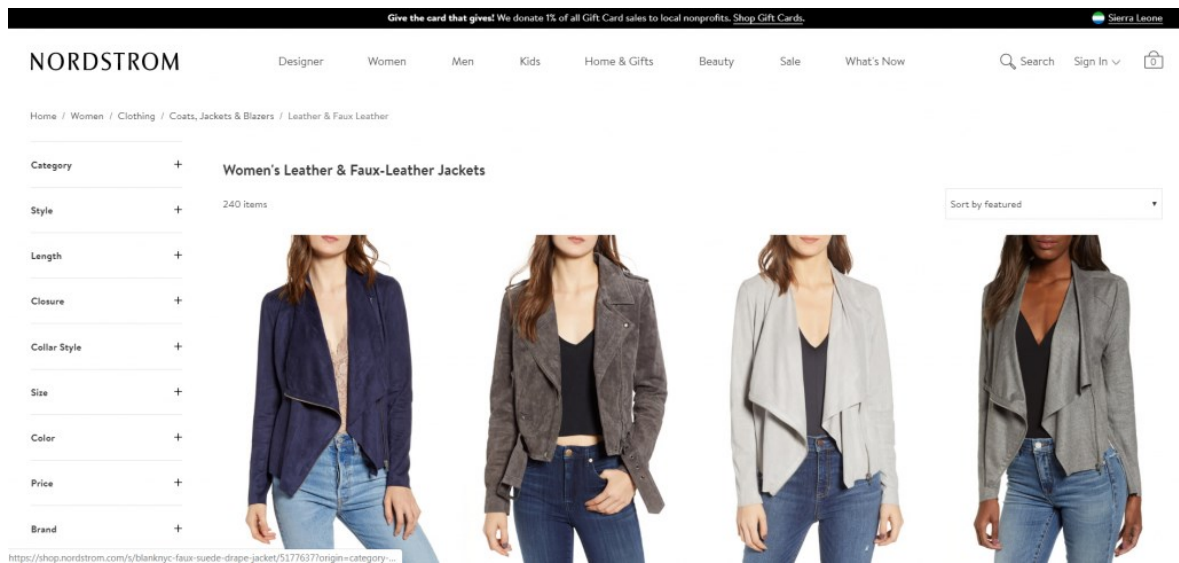 Give the card that gives! We donate 1% of all Gift Card sales to local nonprofits. Shop Gift Cards.
Sierra Leone
NORDSTROM
Designer Women Men Kids Home & Gifts Beauty Sale What's Now
Search Sign In 0
Home / Women / Clothing / Coats, Jackets & Blazers / Leather & Faux Leather
Category +
Women's Leather & Faux-Leather Jackets
240 items
Sort by featured
Style +
Length +
Closure +
Collar Style +
Size +
Color +
Price +
Brand +
https://shop.nordstrom.com/s/blanknyc-faux-suede-drape-jacket/5177637?origin=category-...